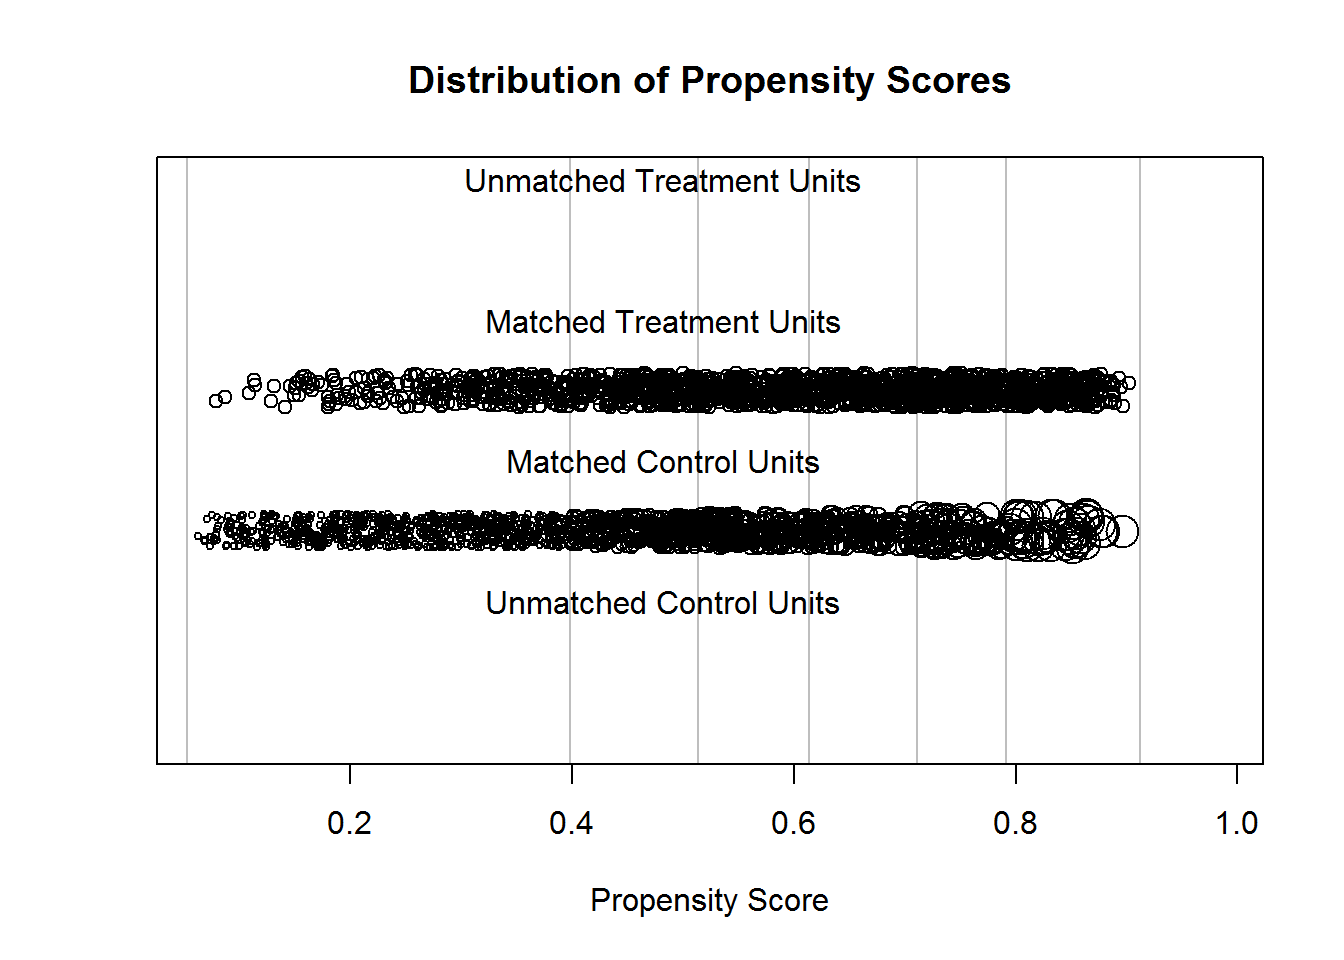 Distribution of Propensity Scores
Unmatched Treatment Units
Matched Treatment Units
Matched Control Units
Unmatched Control Units
0.2 0.4 0.6 0.8 1.0
Propensity Score